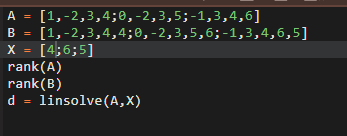 A = [1,-2,3,4;0,-2,3,5;-1,3,4,6]
B = [1,-2,3,4,4;0,-2,3,5,6;-1,3,4,6,5]
X = [4;6;5]
rank(A)
rank(B)
d = linsolve(A,X)